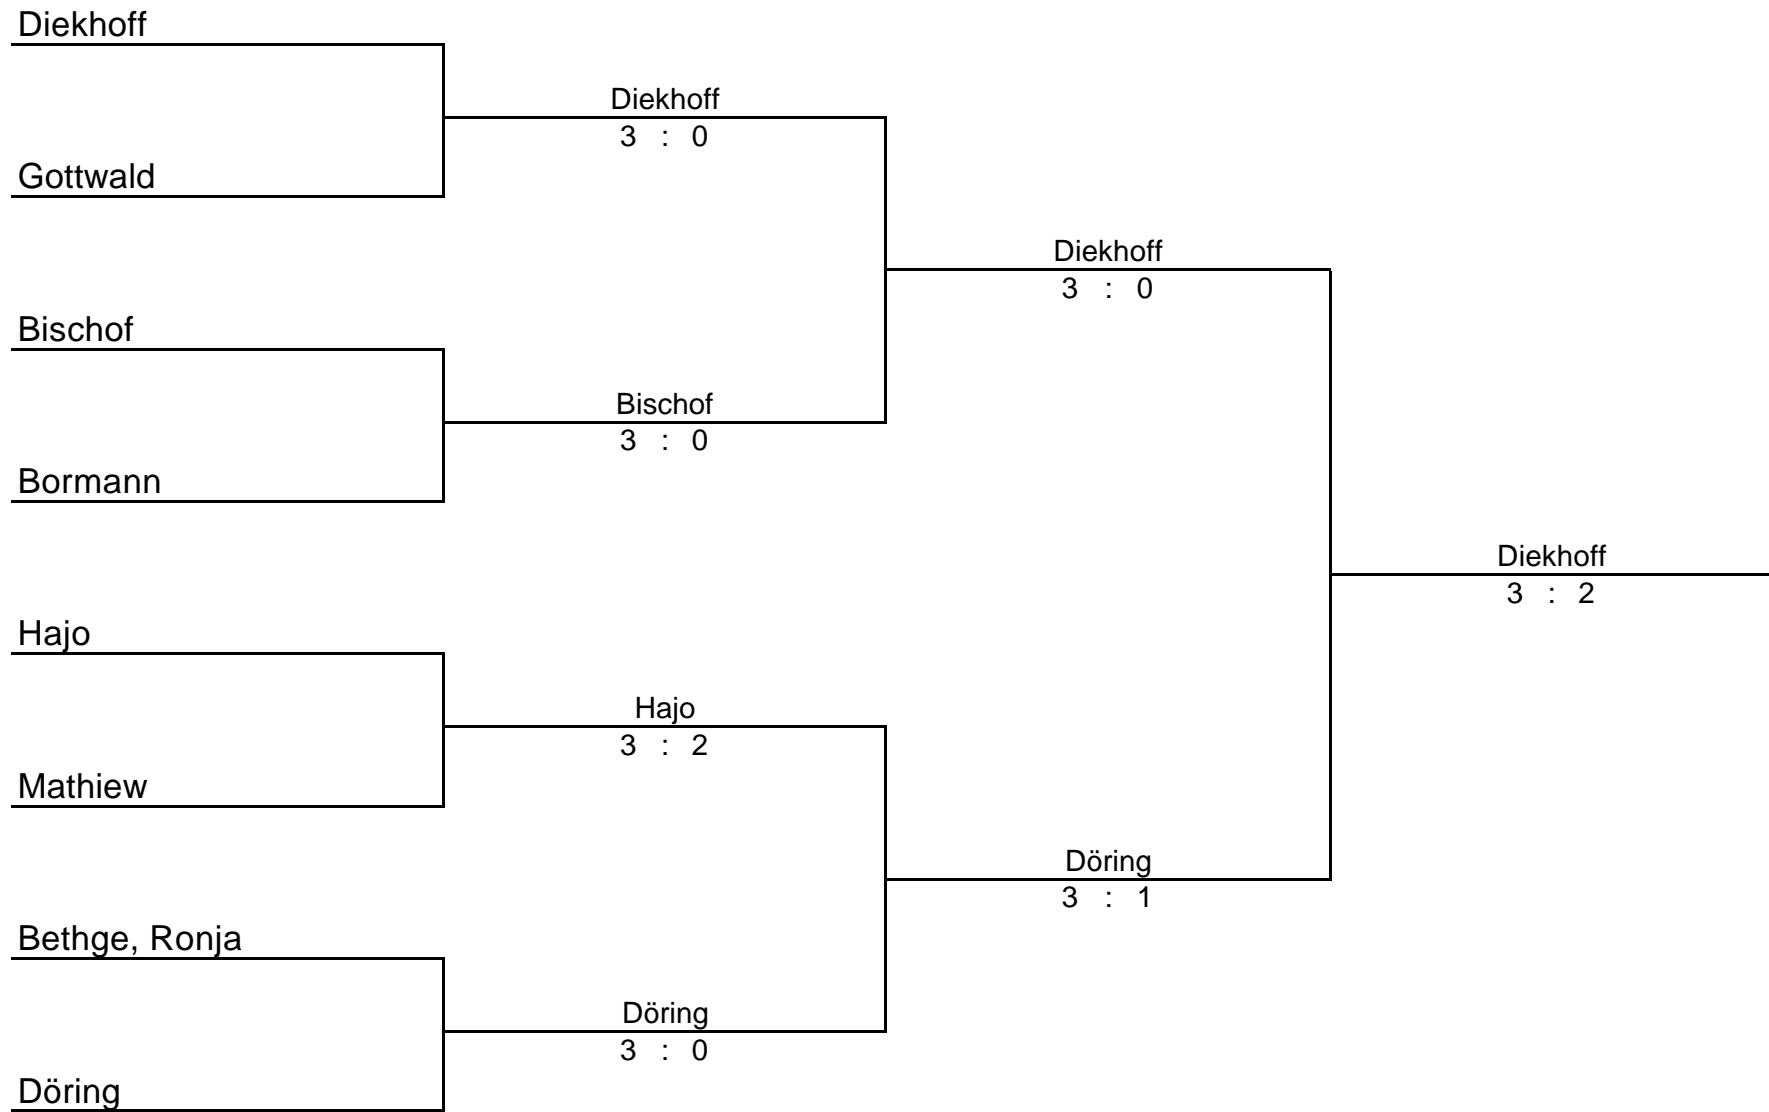 Diekhoff
Diekhoff
3 : 0
Gottwald
Diekhoff
3 : 0
Bischof
Bischof
3 : 0
Bormann
Diekhoff
3 : 2
Hajo
Hajo
3 : 2
Mathiew
Döring
3 : 1
Bethge, Ronja
Döring
3 : 0
Döring